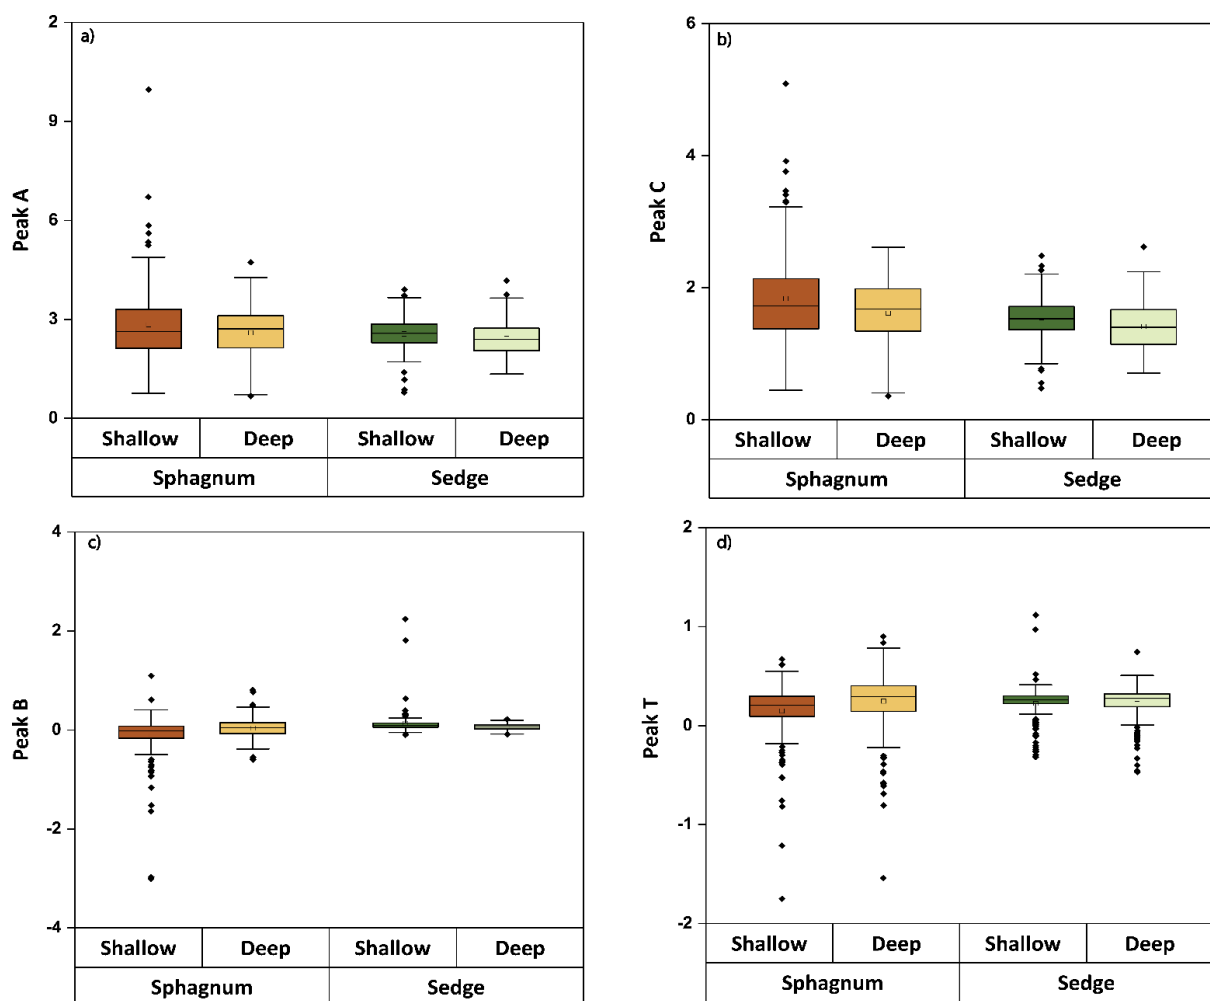 a)
2
9
6
3
0
Peak A
Shallow Deep Shallow Deep
Sphagnum Sedge
b)
6
4
2
0
Peak C
Shallow Deep Shallow Deep
Sphagnum Sedge
c)
4
2
0
-2
-4
Peak B
Shallow Deep Shallow Deep
Sphagnum Sedge
d)
2
1
0
-1
-2
Peak T
Shallow Deep Shallow Deep
Sphagnum Sedge